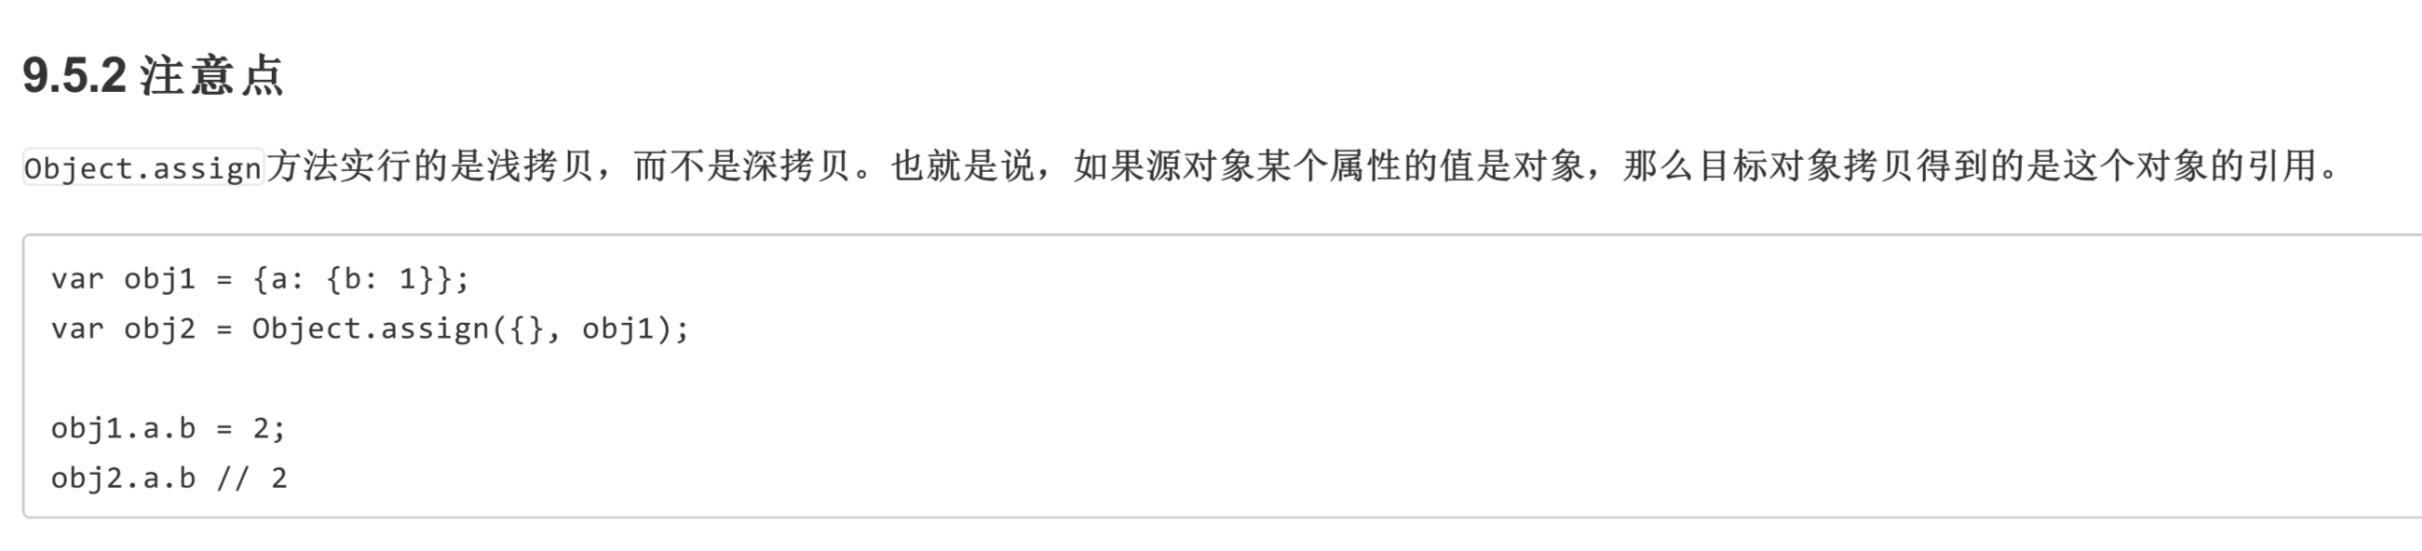 9.5.2 注意点
Object.assign方法实行的是浅拷贝，而不是深拷贝。也就是说，如果源对象某个属性的值是对象，那么目标对象拷贝得到的是这个对象的引用。
var obj1 = {a: {b: 1}};
var obj2 = Object.assign({}, obj1);
obj1.a.b = 2;
obj2.a.b // 2